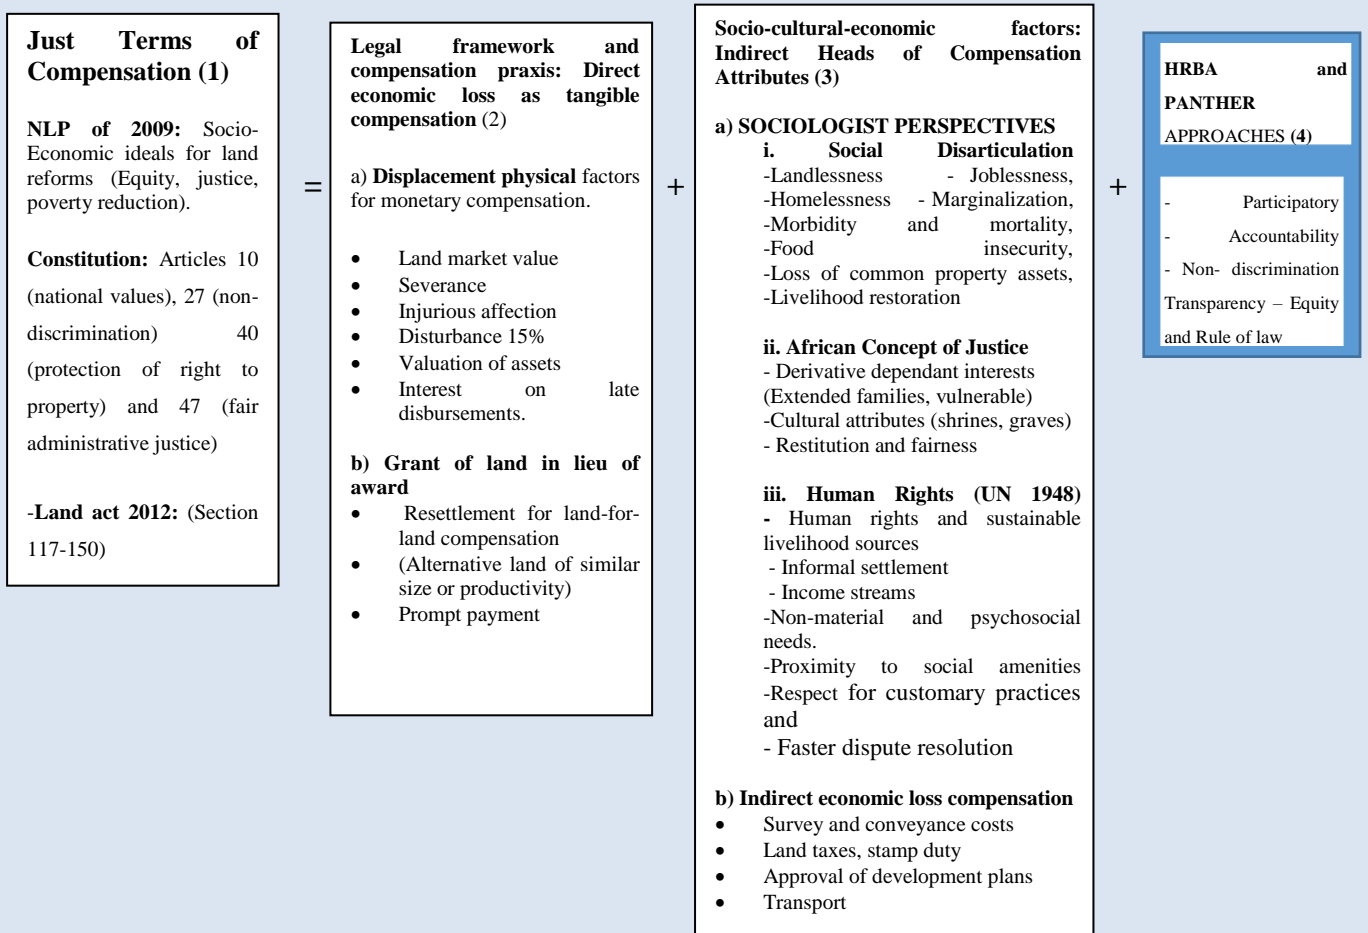 Just Terms of
Compensation (1)
NLP of 2009: Socio-
Economic ideals for land
reforms (Equity, justice,
poverty reduction).
Constitution: Articles 10
(national values), 27 (non-
discrimination) 40
(protection of right to
property) and 47 (fair
administrative justice)
-Land act 2012: (Section
117-150)
=
Legal framework and
compensation praxis: Direct
economic loss as tangible
compensation (2)
a) Displacement physical factors
for monetary compensation.
• Land market value
• Severance
• Injurious affection
• Disturbance 15%
• Valuation of assets
• Interest on late
disbursements.
b) Grant of land in lieu of
award
• Resettlement for land-for-
land compensation
• (Alternative land of similar
size or productivity)
• Prompt payment
+
Socio-cultural-economic factors:
Indirect Heads of Compensation
Attributes (3)
a) SOCIOLOGIST PERSPECTIVES
i. Social Disarticulation
-Landlessness - Joblessness,
-Homelessness - Marginalization,
-Morbidity and mortality,
-Food insecurity,
-Loss of common property assets,
-Livelihood restoration
ii. African Concept of Justice
- Derivative dependant interests
(Extended families, vulnerable)
-Cultural attributes (shrines, graves)
- Restitution and fairness
iii. Human Rights (UN 1948)
- Human rights and sustainable
livelihood sources
- Informal settlement
- Income streams
-Non-material and psychosocial
needs.
-Proximity to social amenities
-Respect for customary practices
and
- Faster dispute resolution
b) Indirect economic loss compensation
• Survey and conveyance costs
• Land taxes, stamp duty
• Approval of development plans
• Transport
+
HRBA and
PANTHER
APPROACHES (4)
- Participatory
- Accountability
- Non- discrimination
Transparency – Equity
and Rule of law